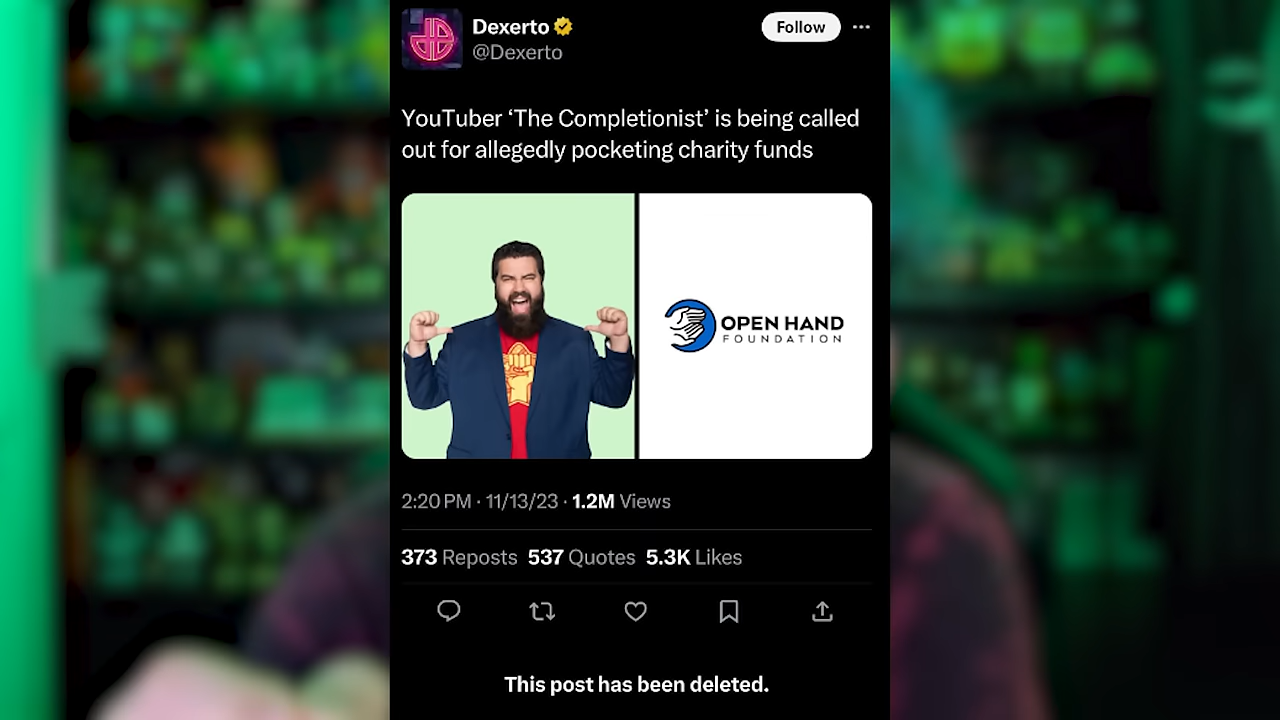 Dexerto
@Dexerto
Follow
YouTuber ‘The Completionist’ is being called
out for allegedly pocketing charity funds
OPEN HAND
FOUNDATION
2:20 PM · 11/13/23 · 1.2M Views
373 Reposts 537 Quotes 5.3K Likes
This post has been deleted.